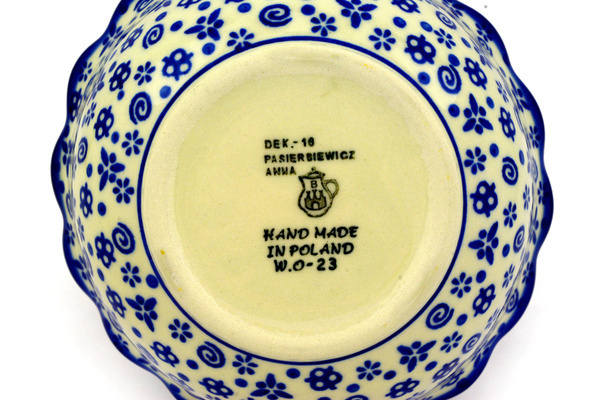 DEK.- 16
PASIERBIEWICZ
ANNA
B
HAND MADE
IN POLAND
W.O-23